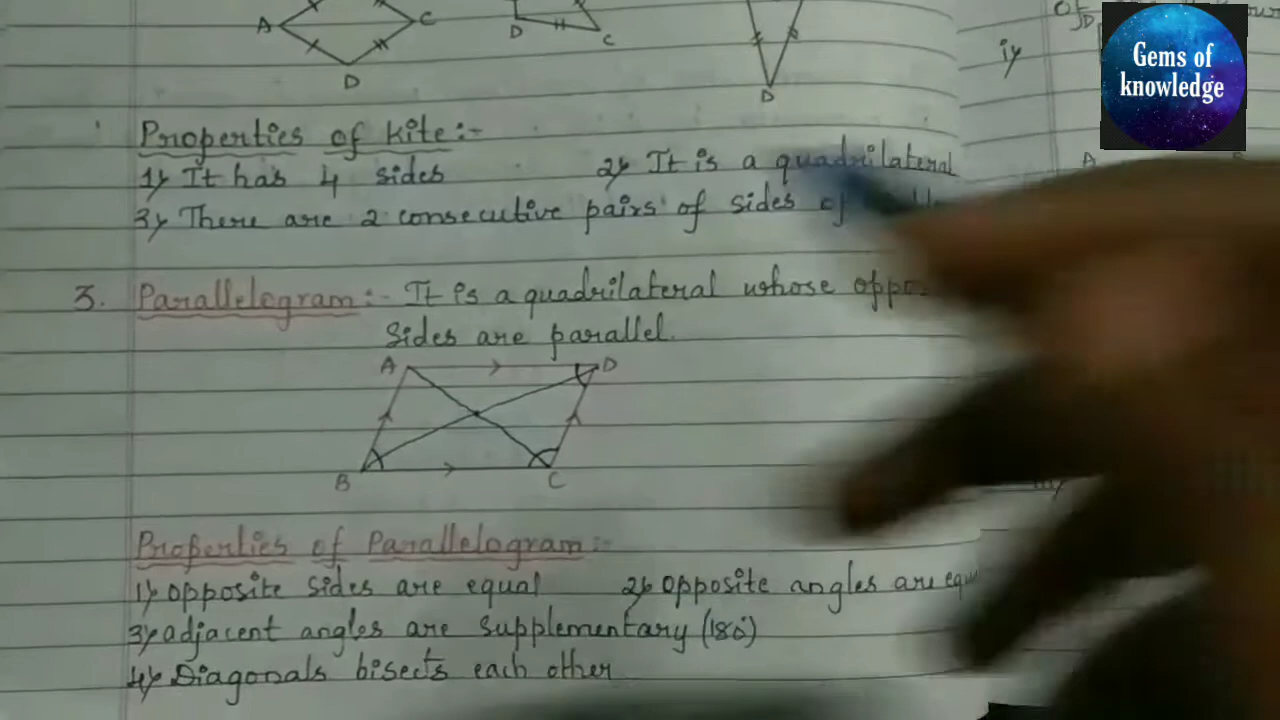 A
C
D
D
C
D
Of
i)
Gems of
knowledge
Properties of Kite:-
1) It has 4 sides 2) It is a quadrilateral
3) There are 2 consecutive pairs of sides of
A
3. Parallelogram:- It is a quadrilateral whose
Sides are parallel.
A D
B C
Properties of Parallelogram:-
1) opposite sides are equal 2) opposite angles are
3) adjacent angles are supplementary (180°)
4) Diagonals bisects each other